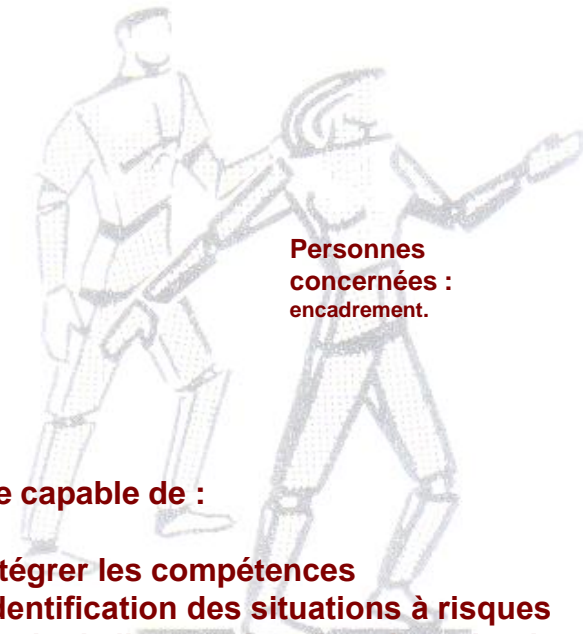 Personnes
concernées :
encadrement.
e capable de :
tégrer les compétences
dentification des situations à risques